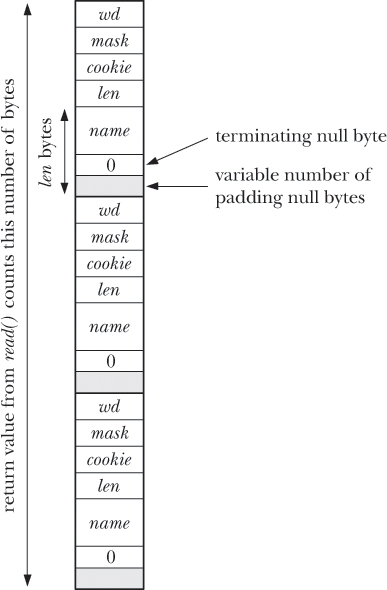 return value from read() counts this number of bytes
len bytes
wd
mask
cookie
len
name
0
terminating null byte
variable number of
padding null bytes
wd
mask
cookie
len
name
0
wd
mask
cookie
len
name
0